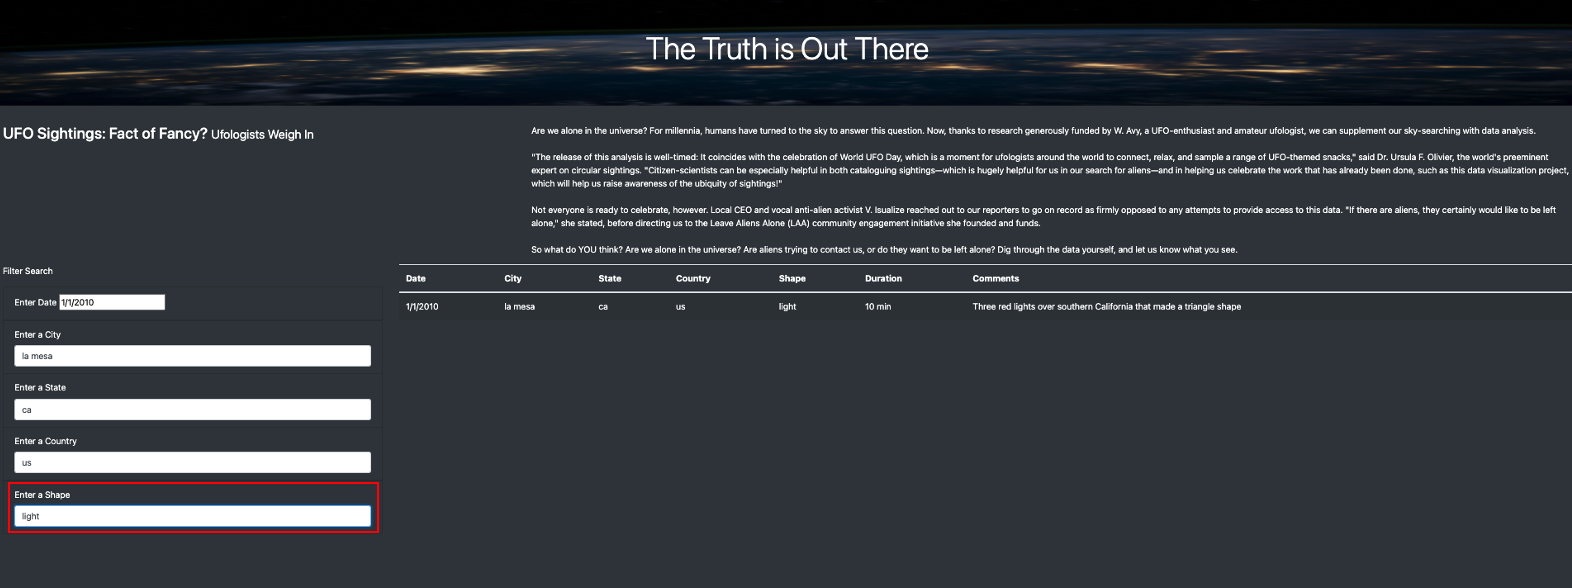 The Truth is Out There
UFO Sightings: Fact of Fancy? Ufologists Weigh In
Are we alone in the universe? For millennia, humans have turned to the sky to answer this question. Now, thanks to research generously funded by W. Avy, a UFO-enthusiast and amateur ufologist, we can supplement our sky-searching with data analysis.
"The release of this analysis is well-timed: It coincides with the celebration of World UFO Day, which is a moment for ufologists around the world to connect, relax, and sample a range of UFO-themed snacks," said Dr. Ursula F. Olivier, the world's preeminent
expert on circular sightings. "Citizen-scientists can be especially helpful in both cataloguing sightings—which is hugely helpful for us in our search for aliens—and in helping us celebrate the work that has already been done, such as this data visualization project,
which will help us raise awareness of the ubiquity of sightings!"
Not everyone is ready to celebrate, however. Local CEO and vocal anti-alien activist V. Isualize reached out to our reporters to go on record as firmly opposed to any attempts to provide access to this data. "If there are aliens, they certainly would like to be left
alone," she stated, before directing us to the Leave Aliens Alone (LAA) community engagement initiative she founded and funds.
So what do YOU think? Are we alone in the universe? Are aliens trying to contact us, or do they want to be left alone? Dig through the data yourself, and let us know what you see.
Filter Search
Enter Date 1/1/2010
Enter a City
la mesa
Enter a State
ca
Enter a Country
us
Enter a Shape
light
Date City State Country Shape Duration Comments
1/1/2010 la mesa ca us light 10 min Three red lights over southern California that made a triangle shape